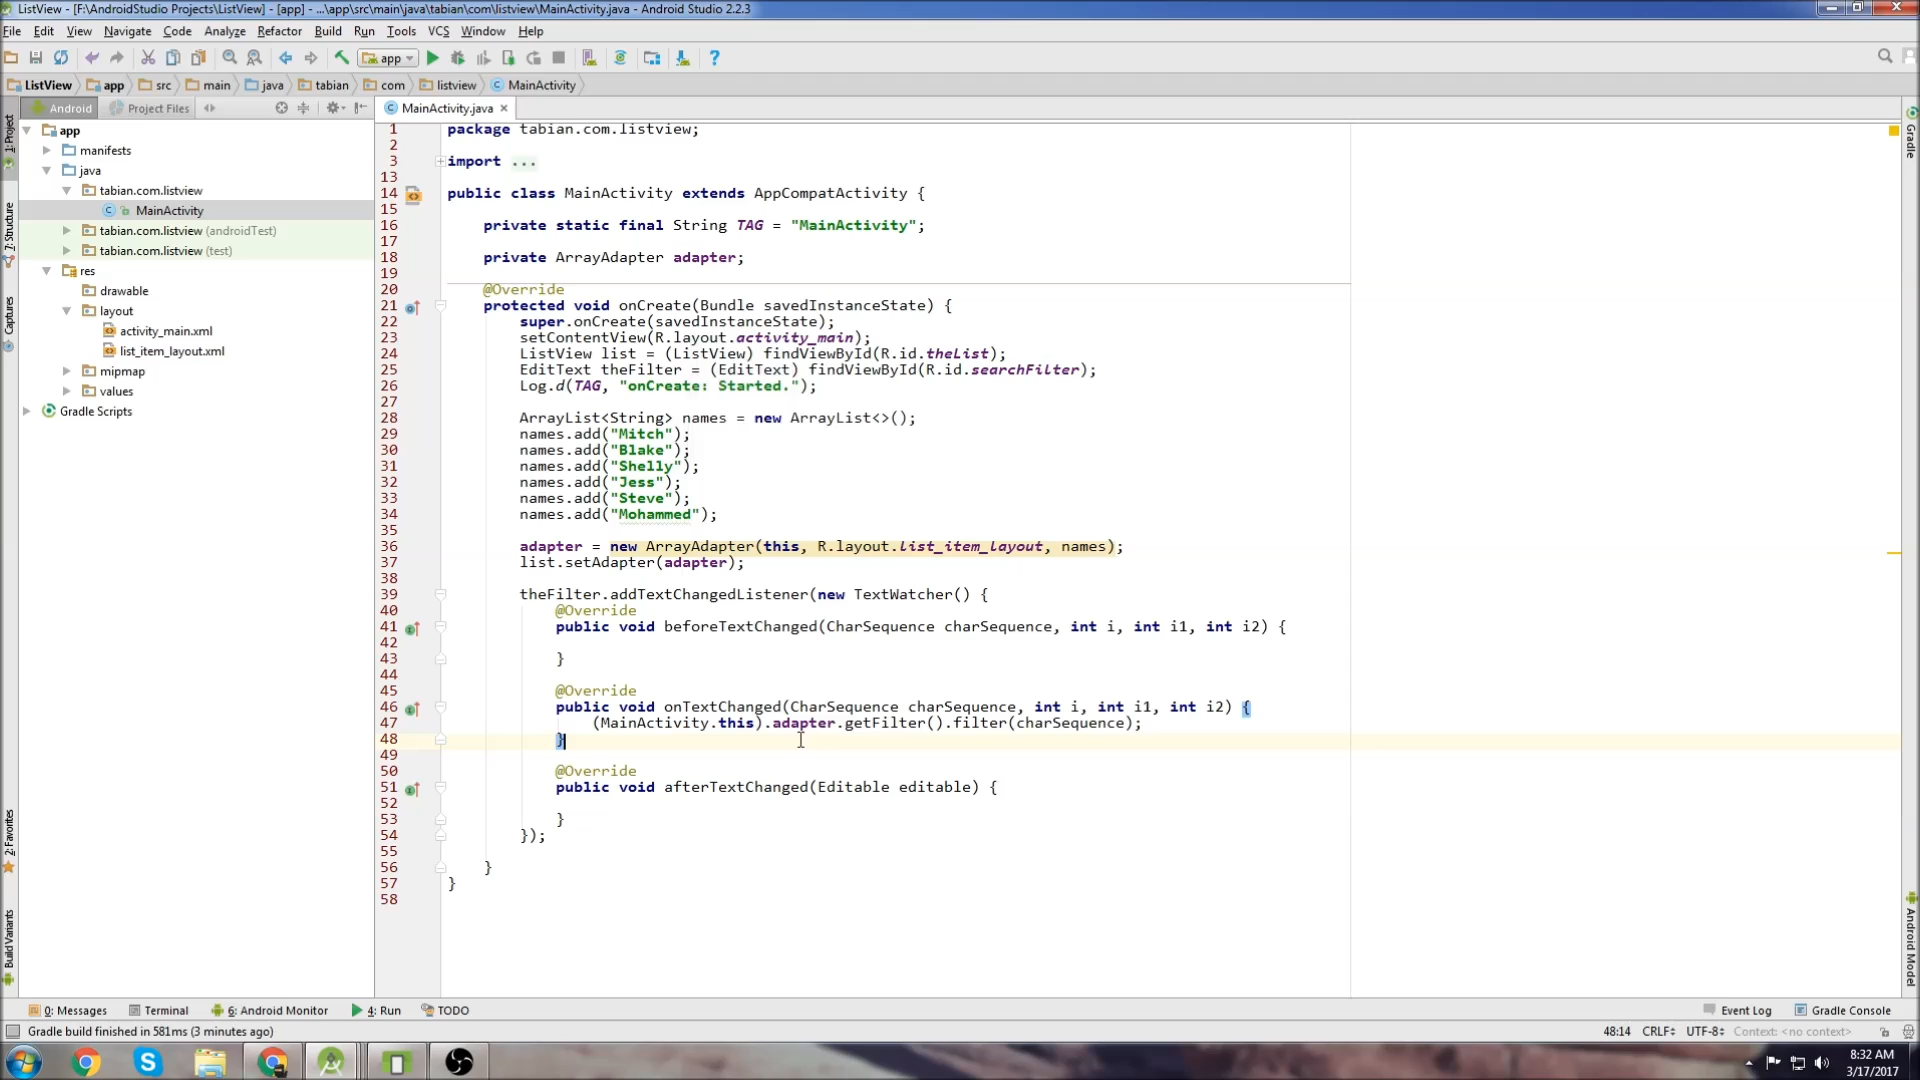 ListView - [F:\AndroidStudio Projects\ListView] - [app] - ...\app\src\main\java\tabian\com\listview\MainActivity.java - Android Studio 2.2.3
File Edit View Navigate Code Analyze Refactor Build Run Tools VCS Window Help
app
ListView app src main java tabian com listview MainActivity
Android Project Files
MainActivity.java
1: Project
7: Structure
Captures
2: Favorites
Build Variants
app
manifests
java
tabian.com.listview
MainActivity
tabian.com.listview (androidTest)
tabian.com.listview (test)
res
drawable
layout
activity_main.xml
list_item_layout.xml
mipmap
values
Gradle Scripts
1 package tabian.com.listview;
2
3 import ...
13
14 public class MainActivity extends AppCompatActivity {
15
16 private static final String TAG = "MainActivity";
17
18 private ArrayAdapter adapter;
19
20 @Override
21 protected void onCreate(Bundle savedInstanceState) {
22 super.onCreate(savedInstanceState);
23 setContentView(R.layout.activity_main);
24 ListView list = (ListView) findViewById(R.id.theList);
25 EditText theFilter = (EditText) findViewById(R.id.searchFilter);
26 Log.d(TAG, "onCreate: Started.");
27
28 ArrayList<String> names = new ArrayList<>();
29 names.add("Mitch");
30 names.add("Blake");
31 names.add("Shelly");
32 names.add("Jess");
33 names.add("Steve");
34 names.add("Mohammed");
35
36 adapter = new ArrayAdapter(this, R.layout.list_item_layout, names);
37 list.setAdapter(adapter);
38
39 theFilter.addTextChangedListener(new TextWatcher() {
40 @Override
41 public void beforeTextChanged(CharSequence charSequence, int i, int i1, int i2) {
42
43 }
44
45 @Override
46 public void onTextChanged(CharSequence charSequence, int i, int i1, int i2) {
47 (MainActivity.this).adapter.getFilter().filter(charSequence);
48 }
49
50 @Override
51 public void afterTextChanged(Editable editable) {
52
53 }
54 });
55
56 }
57 }
58
Gradle
Android Model
0: Messages Terminal 6: Android Monitor 4: Run TODO Event Log Gradle Console
Gradle build finished in 581ms (3 minutes ago) 48:14 CRLF UTF-8 Context: <no context>
8:32 AM
3/17/2017